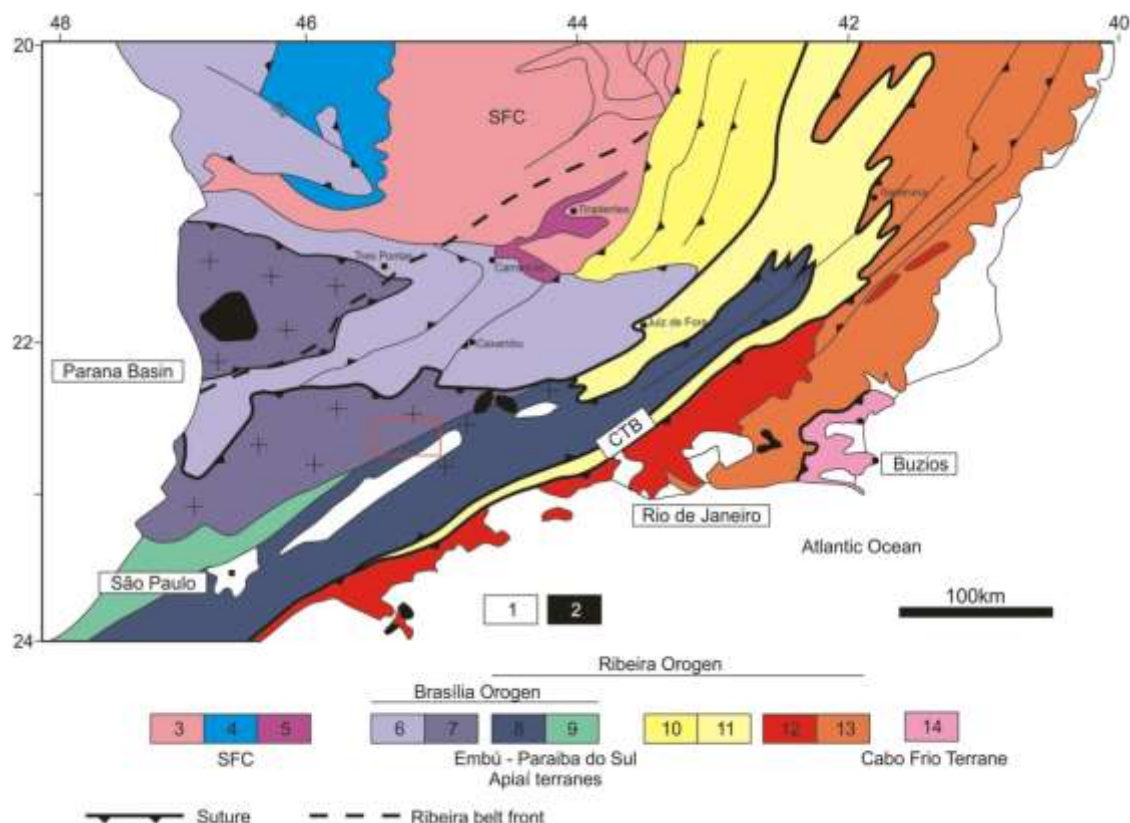 48 46 44 42 40
20
SFC
Tiradentes
Tres Pontas
Carrancas
22
Juiz de Fora
Caxambu
Parana Basin
CTB
Buzios
Rio de Janeiro
Atlantic Ocean
São Paulo
1 2
100km
24
Ribeira Orogen
Brasília Orogen
3 4 5 6 7 8 9 10 11 12 13 14
SFC Embú - Paraiba do Sul Cabo Frio Terrane
Apiaí terranes
Suture Ribeira belt front